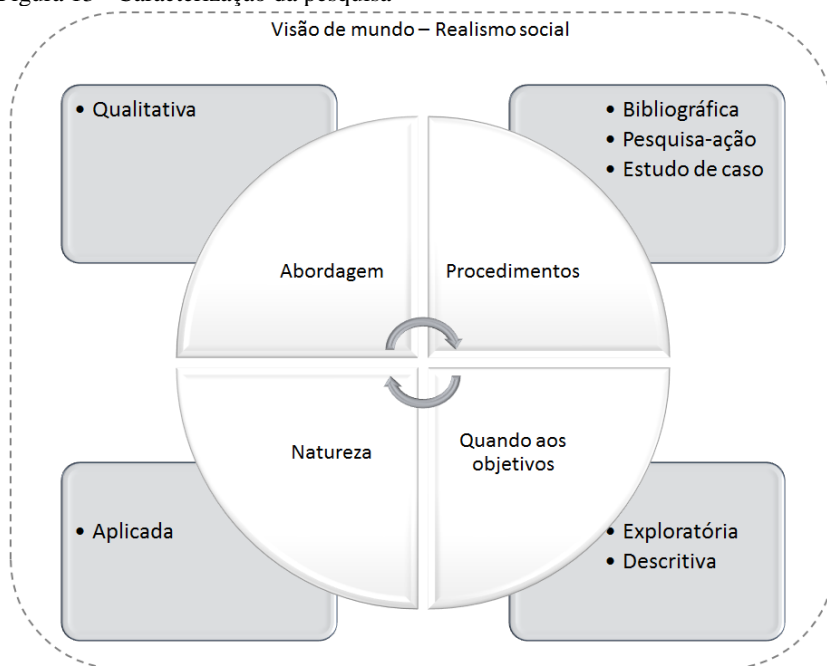 Visão de mundo – Realismo social
• Qualitativa
• Bibliográfica
• Pesquisa-ação
• Estudo de caso
Abordagem
Procedimentos
Natureza
Quando aos
objetivos
• Aplicada
• Exploratória
• Descritiva